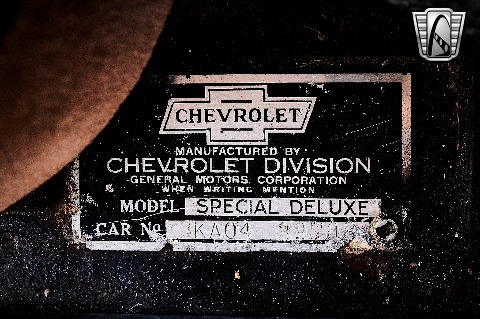 CHEVROLET
MANUFACTURED BY
CHEVROLET DIVISION
GENERAL MOTORS CORPORATION
WHEN WRITING MENTION
MODEL SPECIAL DELUXE
CAR No